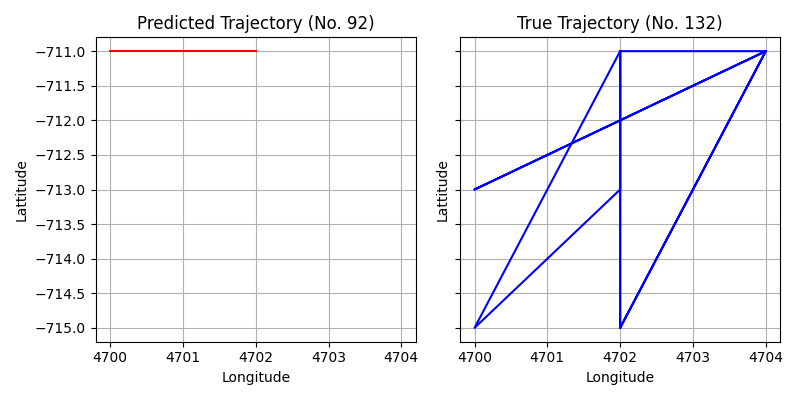 Predicted Trajectory (No. 92)
True Trajectory (No. 132)
−711.0
−711.5
−712.0
−712.5
−713.0
−713.5
−714.0
−714.5
−715.0
Lattitude
Lattitude
4700 4701 4702 4703 4704
4700 4701 4702 4703 4704
Longitude
Longitude